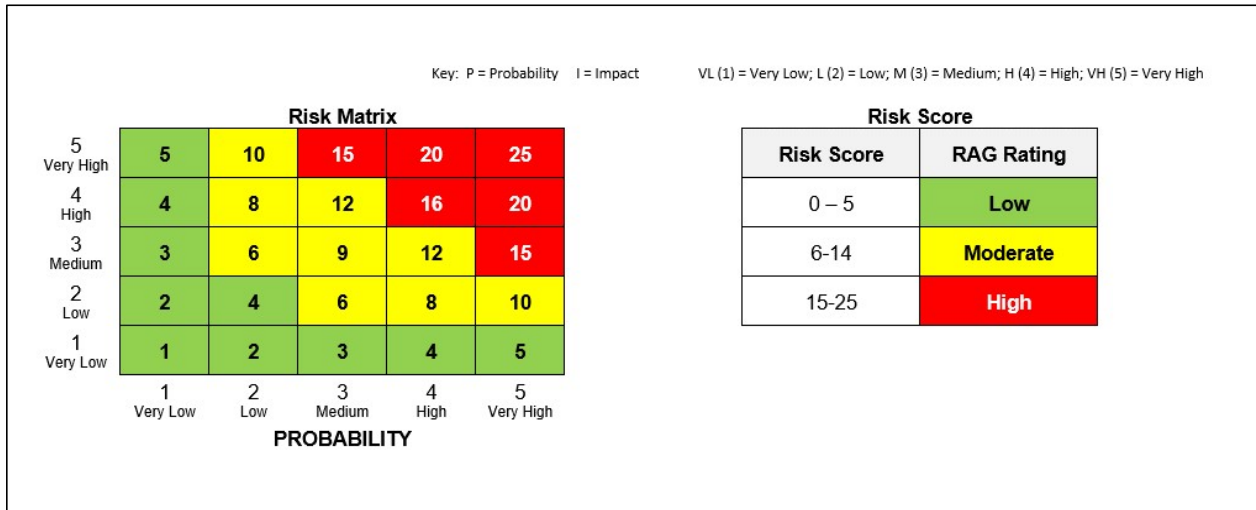 Key: P = Probability I = Impact VL (1) = Very Low; L (2) = Low; M (3) = Medium; H (4) = High; VH (5) = Very High
Risk Matrix
5
Very High
5 10 15 20 25
4
High
4 8 12 16 20
3
Medium
3 6 9 12 15
2
Low
2 4 6 8 10
1
Very Low
1 2 3 4 5
1 2 3 4 5
Very Low Low Medium High Very High
PROBABILITY
Risk Score
Risk Score RAG Rating
0 – 5 Low
6-14 Moderate
15-25 High